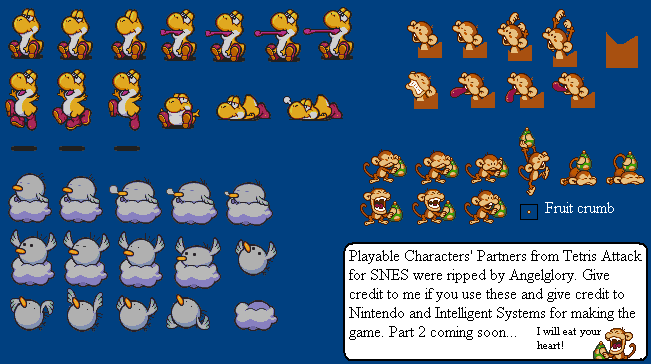 Fruit crumb
Playable Characters' Partners from Tetris Attack
for SNES were ripped by Angelglory. Give
credit to me if you use these and give credit to
Nintendo and Intelligent Systems for making the
game. Part 2 coming soon...
I will eat your
heart!